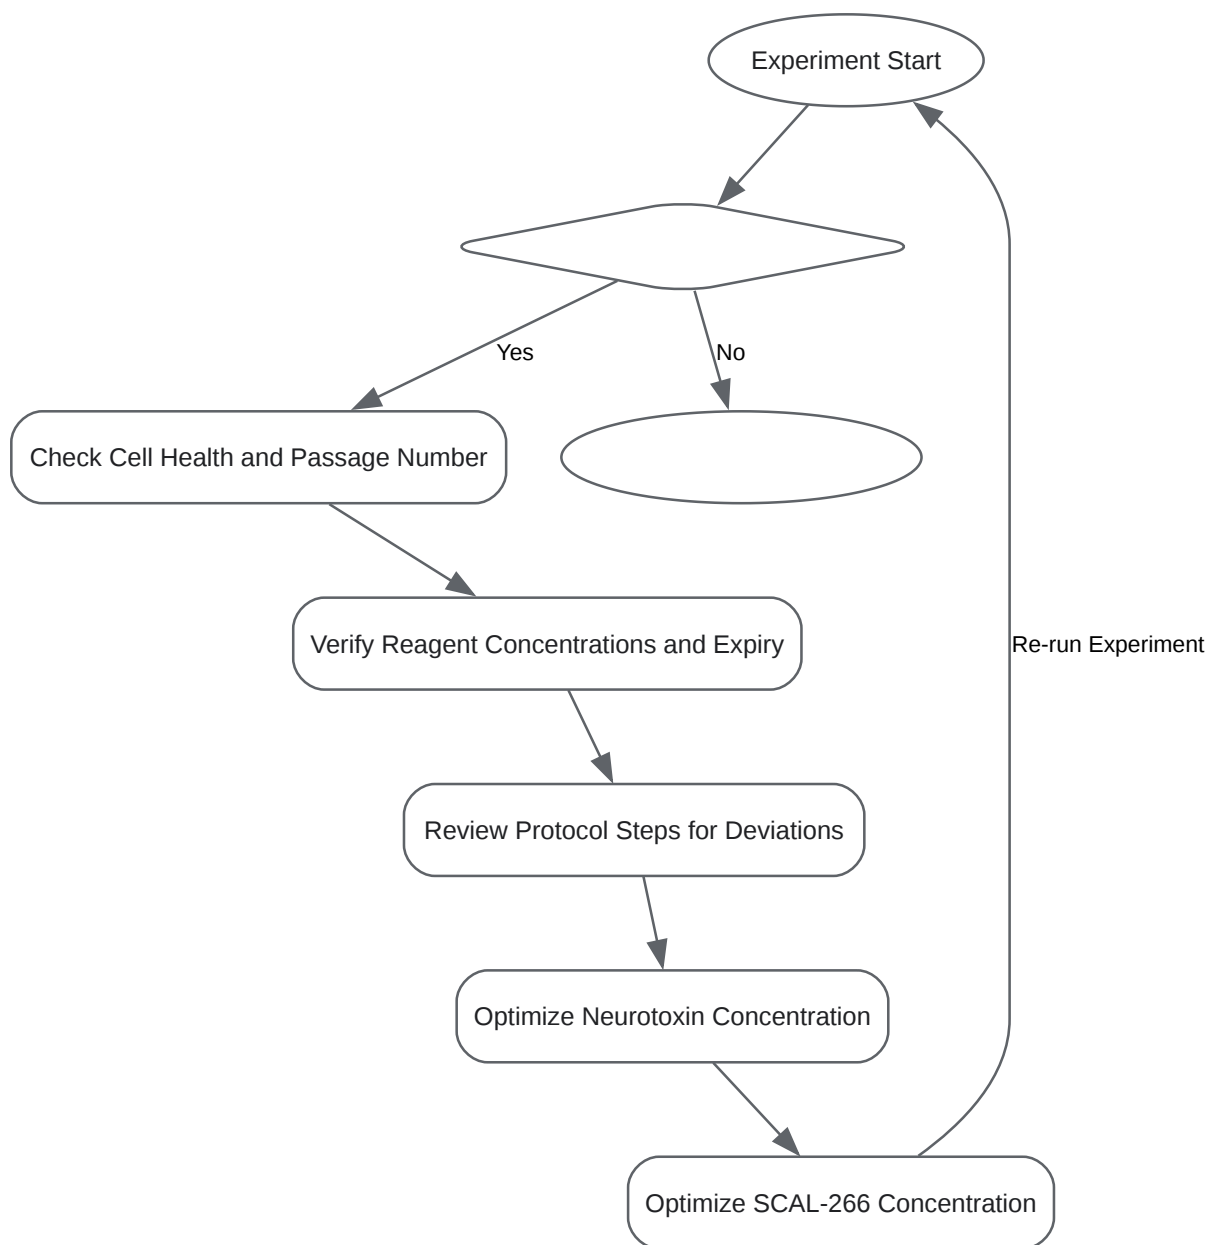 Experiment Start
Yes
No
Check Cell Health and Passage Number
Verify Reagent Concentrations and Expiry
Re-run Experiment
Review Protocol Steps for Deviations
Optimize Neurotoxin Concentration
Optimize SCAL-266 Concentration